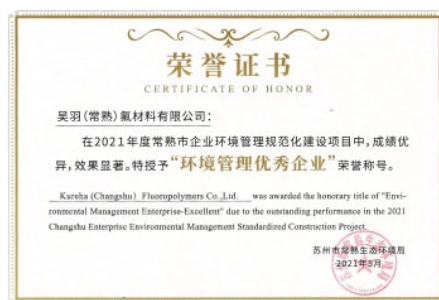 荣誉证书
CERTIFICATE OF HONOR
吴羽(常熟)氟材料有限公司：
在2021年度常熟市企业环境管理规范化建设项目中，成绩优
异，效果显著。特授予“环境管理优秀企业”荣誉称号。
Kureha (Changshu) Fluoropolymers Co.,Ltd. was awarded the honorary title of "Envi-
ronmental Management Enterprise-Excellent" due to the outstanding performance in the 2021
Changshu Enterprise Environmental Management Standardized Construction Project.
苏州市常熟生态环境局
2021年5月